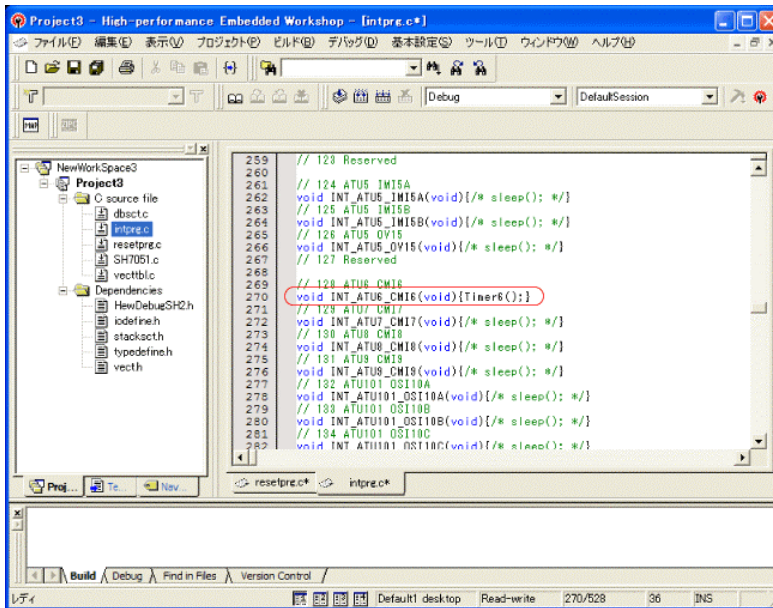 Project3 - High-performance Embedded Workshop - [intprg.c*]
ファイル(F) 編集(E) 表示(V) プロジェクト(P) ビルド(B) デバッグ(D) 基本設定(S) ツール(T) ウィンドウ(W) ヘルプ(H)
Debug DefaultSession
MAP
NewWorkSpace3
Project3
C source file
dbsct.c
intprg.c
resetprg.c
SH7051.c
vecttbl.c
Dependencies
HewDebugSH2.h
iodefine.h
stacksct.h
typedefine.h
vect.h
Proj... Te... Nav...
259 // 123 Reserved
260
261 // 124 ATU5 IMI5A
262 void INT_ATU5_IMI5A(void){/* sleep(); */}
263 // 125 ATU5 IMI5B
264 void INT_ATU5_IMI5B(void){/* sleep(); */}
265 // 126 ATU5 OV15
266 void INT_ATU5_OV15(void){/* sleep(); */}
267 // 127 Reserved
268
269 // 128 ATU6 CMI6
270 void INT_ATU6_CMI6(void){Timer6();}
271 // 129 ATU7 CMI7
272 void INT_ATU7_CMI7(void){/* sleep(); */}
273 // 130 ATU8 CMI8
274 void INT_ATU8_CMI8(void){/* sleep(); */}
275 // 131 ATU9 CMI9
276 void INT_ATU9_CMI9(void){/* sleep(); */}
277 // 132 ATU101 OSI10A
278 void INT_ATU101_OSI10A(void){/* sleep(); */}
279 // 133 ATU101 OSI10B
280 void INT_ATU101_OSI10B(void){/* sleep(); */}
281 // 134 ATU101 OSI10C
282 void INT_ATU101_OSI10C(void){/* sleep(); */}
resetprg.c* intprg.c*
Build Debug Find in Files Version Control
レディ Default1 desktop Read-write 270/528 36 INS